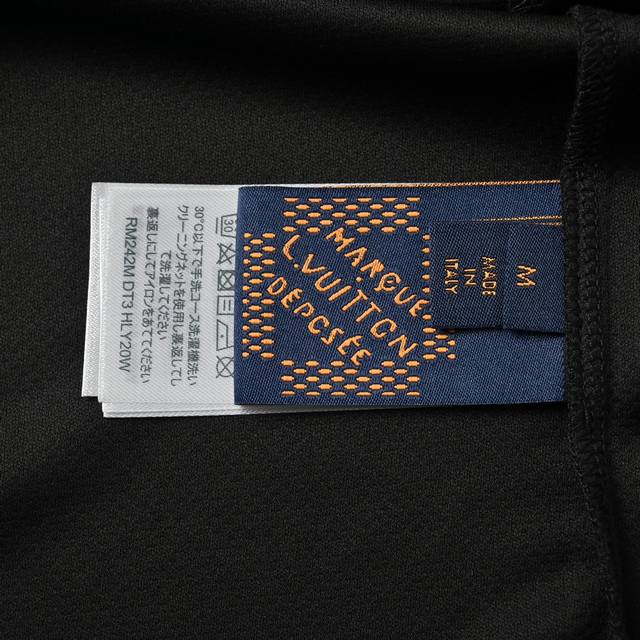 MARQUE
L.VUITTON
DÉPOSÉE
M
MADE
IN
ITALY
30
30℃以下で手洗コース洗濯機洗い
クリーニングネットを使用し裏返し
て洗濯してください
裏返しにしてアイロンをあててください
RM242M DT3 HLY20W